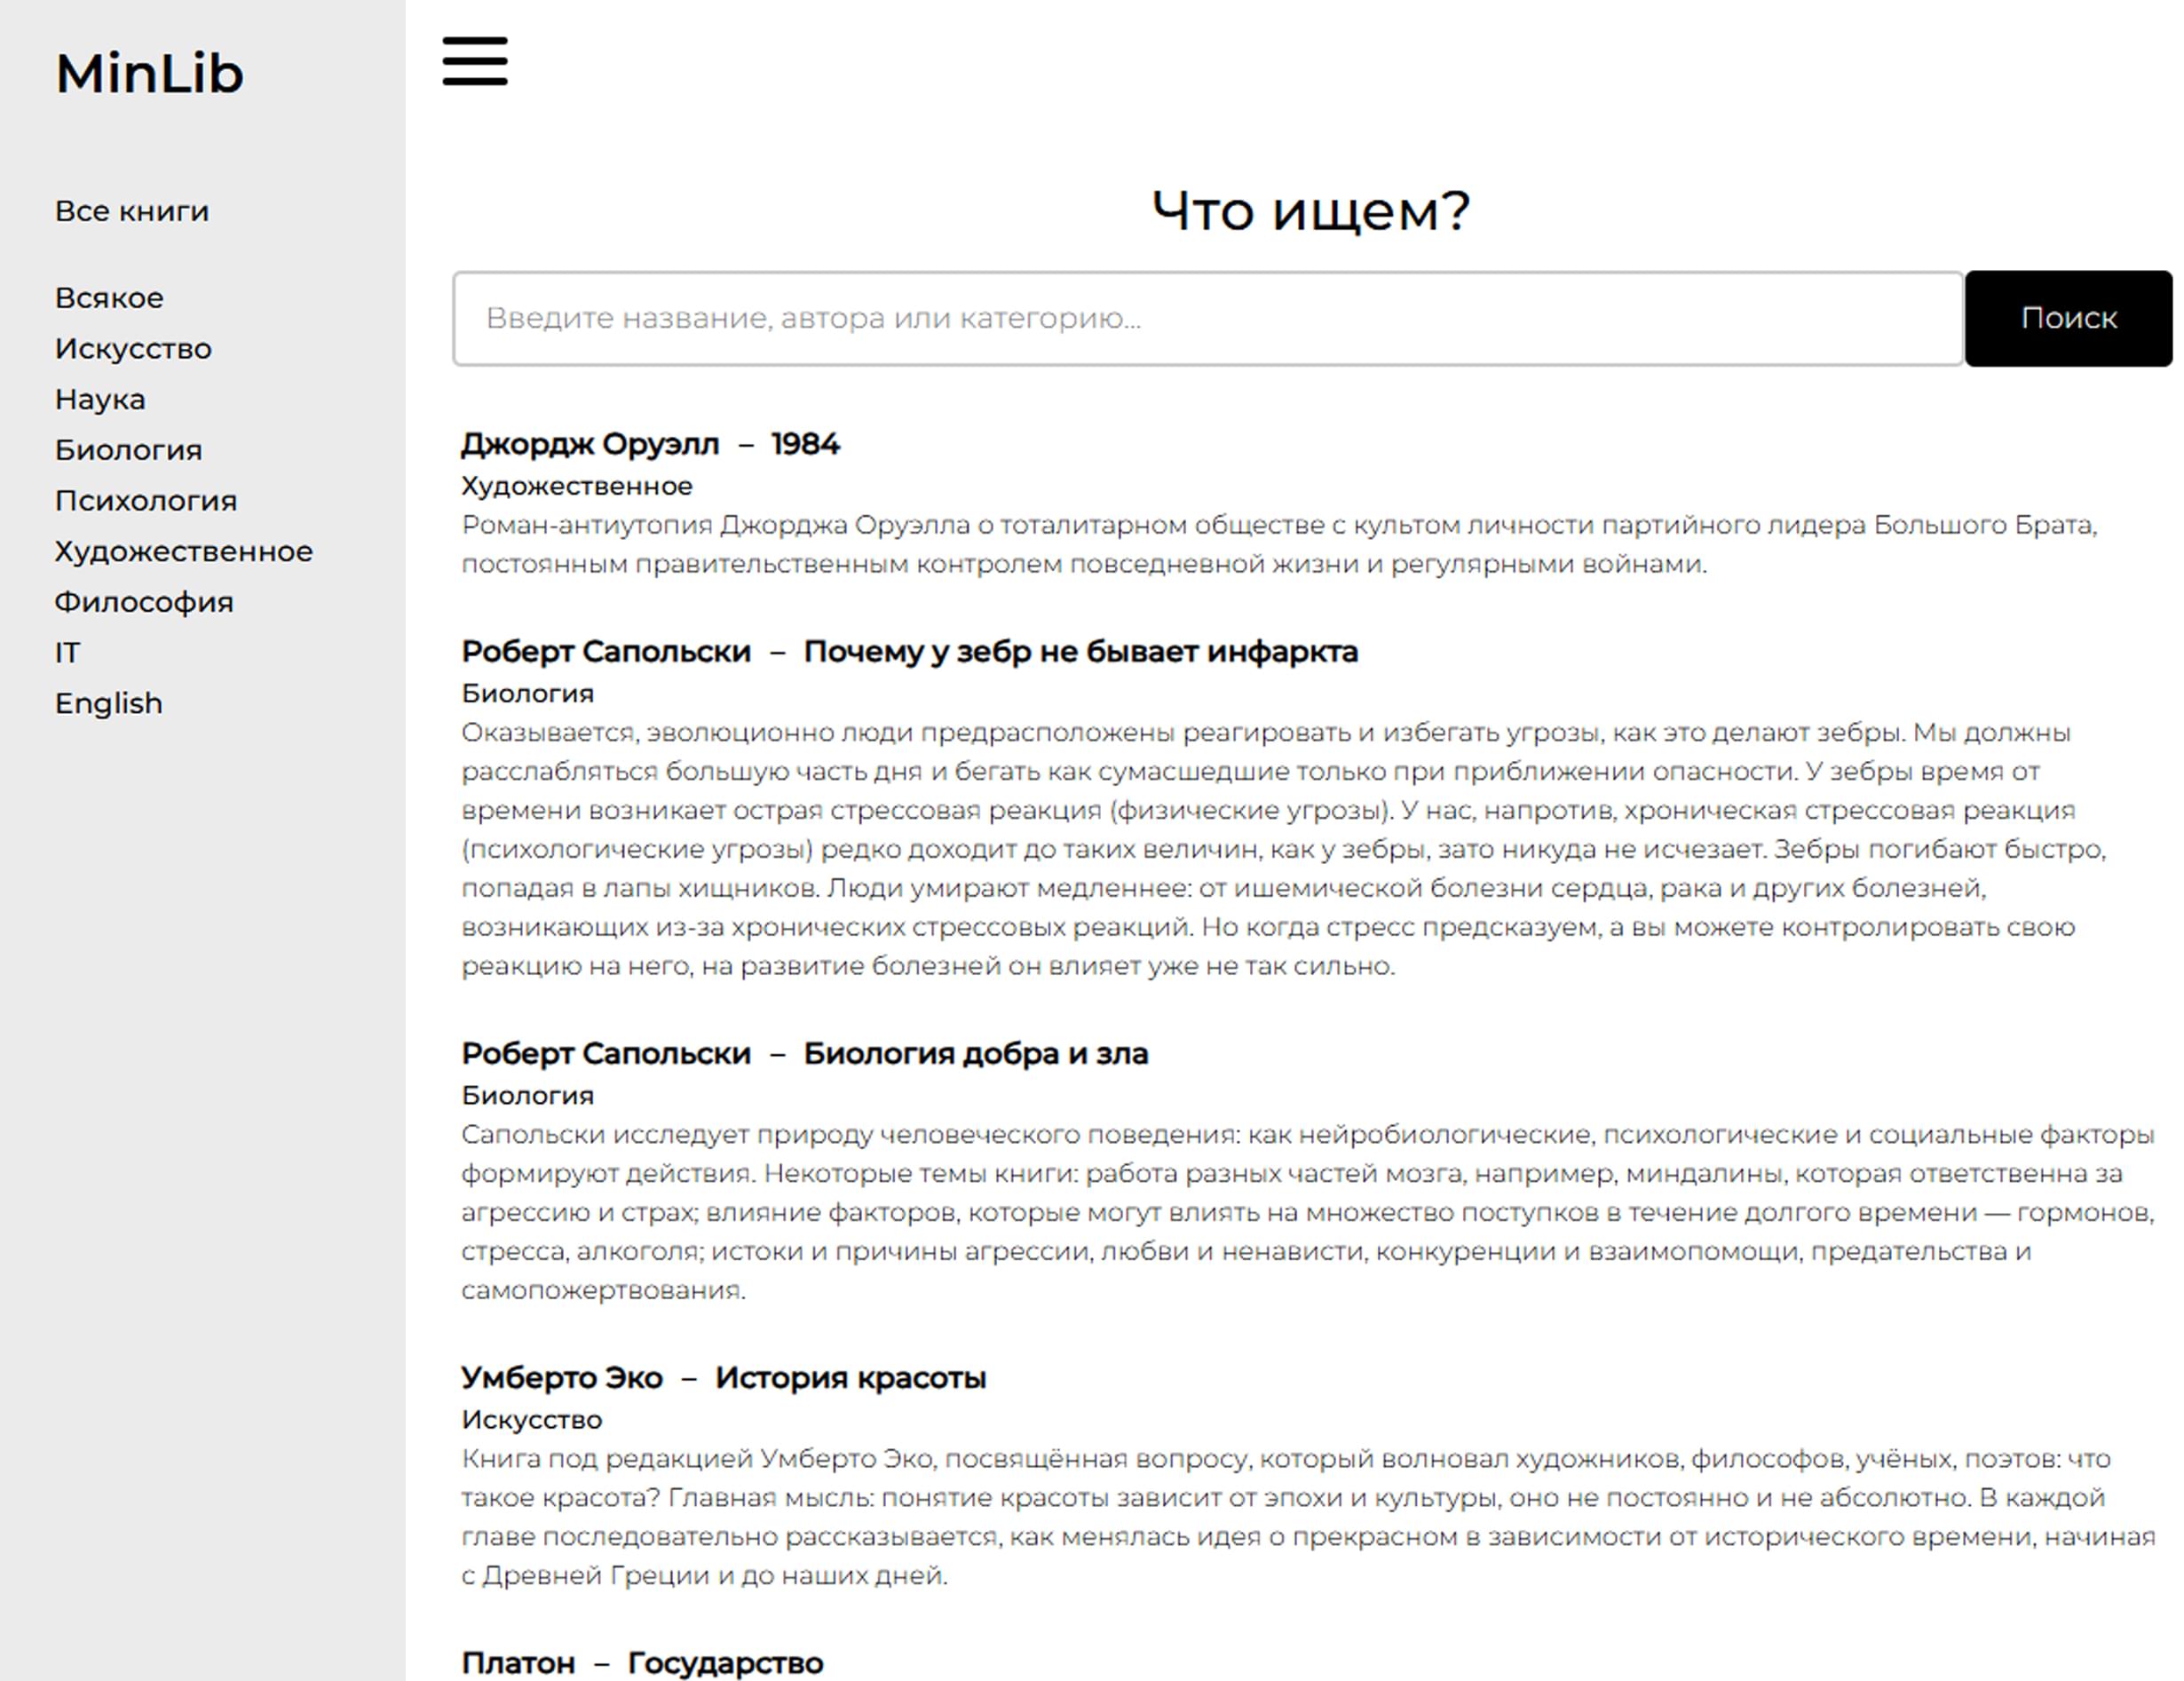 MinLib
Все книги
Всякое
Искусство
Наука
Биология
Психология
Художественное
Философия
IT
English
Что ищем?
Введите название, автора или категорию...
Поиск
Джордж Оруэлл – 1984
Художественное
Роман-антиутопия Джорджа Оруэлла о тоталитарном обществе с культом личности партийного лидера Большого Брата,
постоянным правительственным контролем повседневной жизни и регулярными войнами.
Роберт Сапольски – Почему у зебр не бывает инфаркта
Биология
Оказывается, эволюционно люди предрасположены реагировать и избегать угрозы, как это делают зебры. Мы должны
расслабляться большую часть дня и бегать как сумасшедшие только при приближении опасности. У зебры время от
времени возникает острая стрессовая реакция (физические угрозы). У нас, напротив, хроническая стрессовая реакция
(психологические угрозы) редко доходит до таких величин, как у зебры, зато никуда не исчезает. Зебры погибают быстро,
попадая в лапы хищников. Люди умирают медленнее: от ишемической болезни сердца, рака и других болезней,
возникающих из-за хронических стрессовых реакций. Но когда стресс предсказуем, а вы можете контролировать свою
реакцию на него, на развитие болезней он влияет уже не так сильно.
Роберт Сапольски – Биология добра и зла
Биология
Сапольски исследует природу человеческого поведения: как нейробиологические, психологические и социальные факторы
формируют действия. Некоторые темы книги: работа разных частей мозга, например, миндалины, которая ответственна за
агрессию и страх; влияние факторов, которые могут влиять на множество поступков в течение долгого времени — гормонов,
стресса, алкоголя; истоки и причины агрессии, любви и ненависти, конкуренции и взаимопомощи, предательства и
самопожертвования.
Умберто Эко – История красоты
Искусство
Книга под редакцией Умберто Эко, посвящённая вопросу, который волновал художников, философов, учёных, поэтов: что
такое красота? Главная мысль: понятие красоты зависит от эпохи и культуры, оно не постоянно и не абсолютно. В каждой
главе последовательно рассказывается, как менялась идея о прекрасном в зависимости от исторического времени, начиная
с Древней Греции и до наших дней.
Платон – Государство